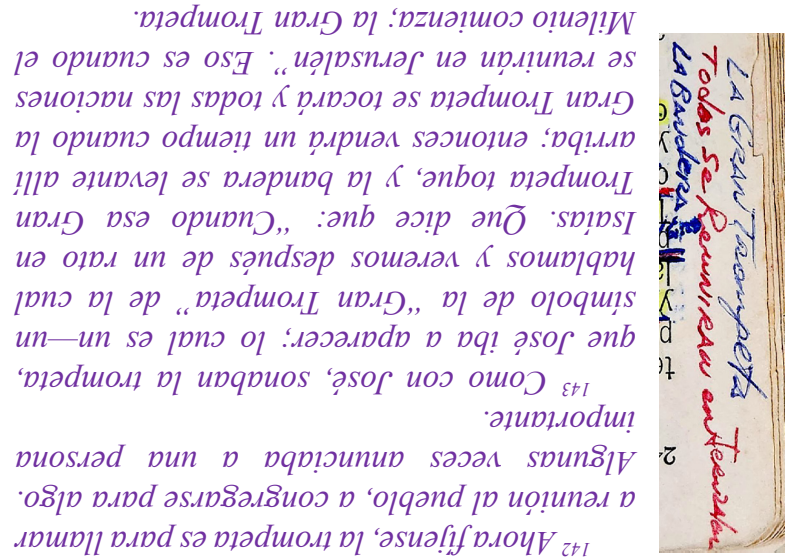 142 Ahora fíjense, la trompeta es para llamar
a reunión al pueblo, a congregarse para algo.
Algunas veces anunciaba a una persona
importante.
143 Como con José, sonaban la trompeta,
que José iba a aparecer; lo cual es un—un
símbolo de la “Gran Trompeta” de la cual
hablamos y veremos después de un rato en
Isaías. Que dice que: “Cuando esa Gran
Trompeta toque, y la bandera se levante allí
arriba; entonces vendrá un tiempo cuando la
Gran Trompeta se tocará y todas las naciones
se reunirán en Jerusalén”. Eso es cuando el
Milenio comienza; la Gran Trompeta.
LA GRAN TROMPETA
Todas Se Reuniran en Jerusalen
LA Bandera